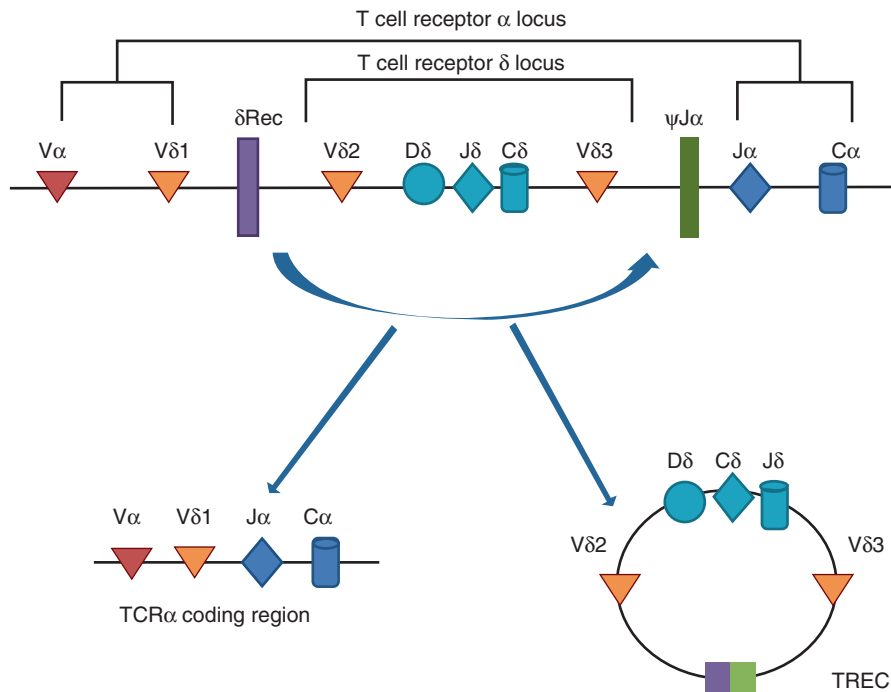 T cell receptor α locus
T cell receptor δ locus
δRec
ψJα
Vα
Vδ1
Vδ2
Dδ
Jδ
Cδ
Vδ3
Jα
Cα
Dδ
Cδ
Jδ
Vα
Vδ1
Jα
Cα
Vδ2
Vδ3
TCRα coding region
TREC